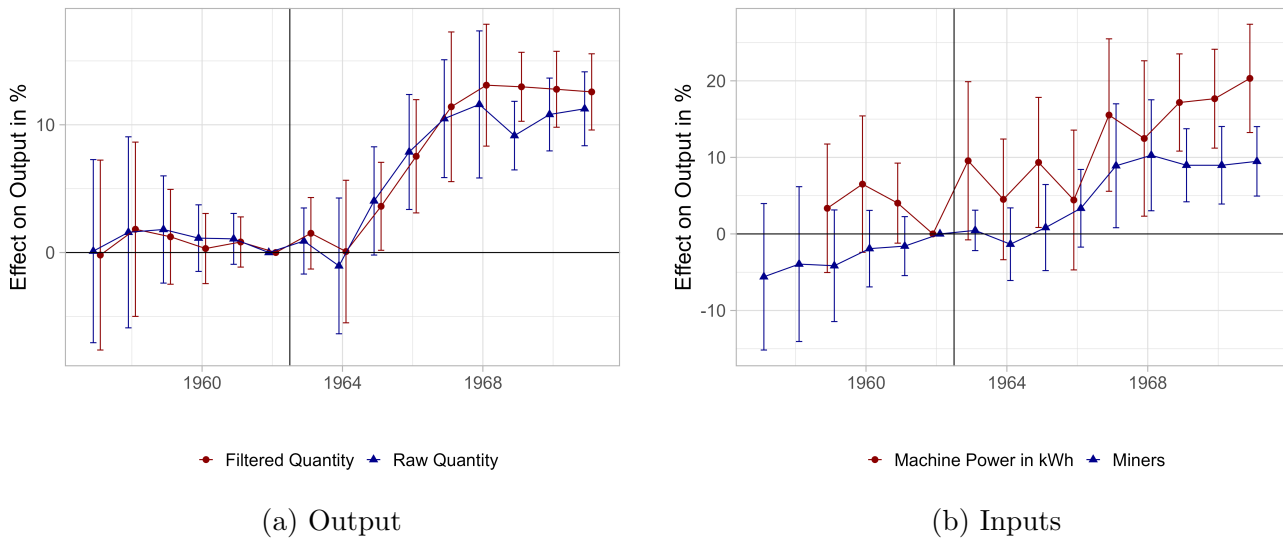 Effect on Output in %
10
0
1960
1964
1968
Filtered Quantity
Raw Quantity
(a) Output
Effect on Output in %
20
10
0
-10
1960
1964
1968
Machine Power in kWh
Miners
(b) Inputs